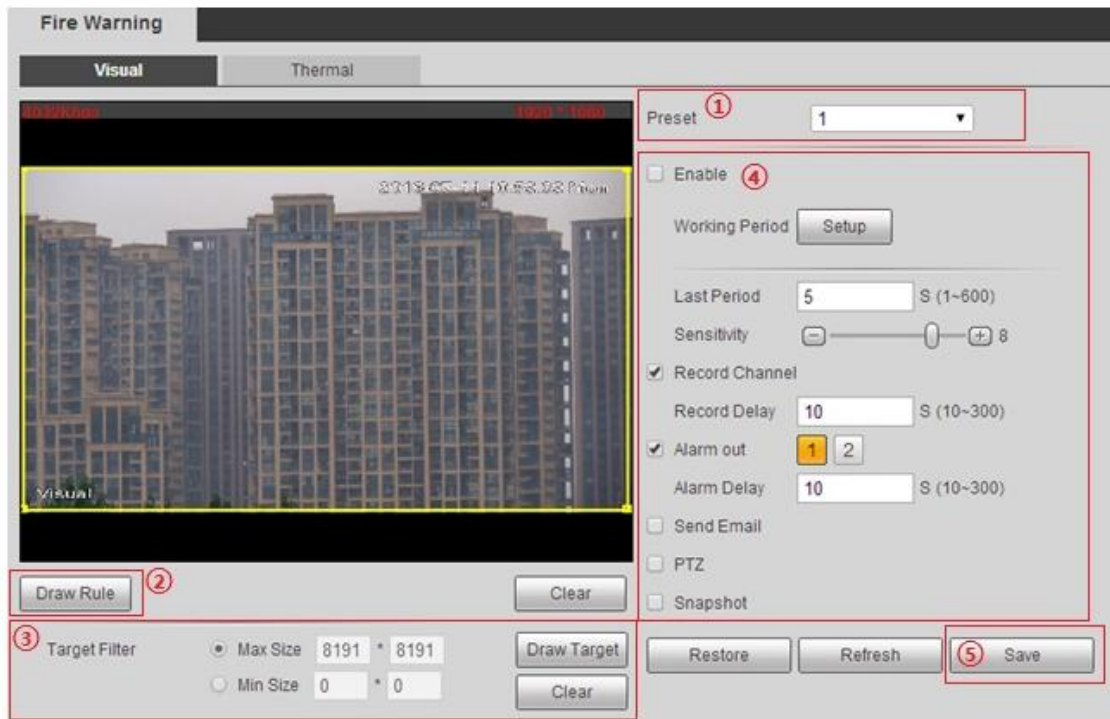 Fire Warning
Visual Thermal
1920 * 1080
Visual
② Draw Rule Clear
③ Target Filter Max Size 8191 * 8191 Draw Target
Min Size 0 * 0 Clear
Preset ① 1
Enable ④
Working Period Setup
Last Period 5 S (1~600)
Sensitivity 8
Record Channel
Record Delay 10 S (10~300)
Alarm out 1 2
Alarm Delay 10 S (10~300)
Send Email
PTZ
Snapshot
Restore Refresh ⑤ Save